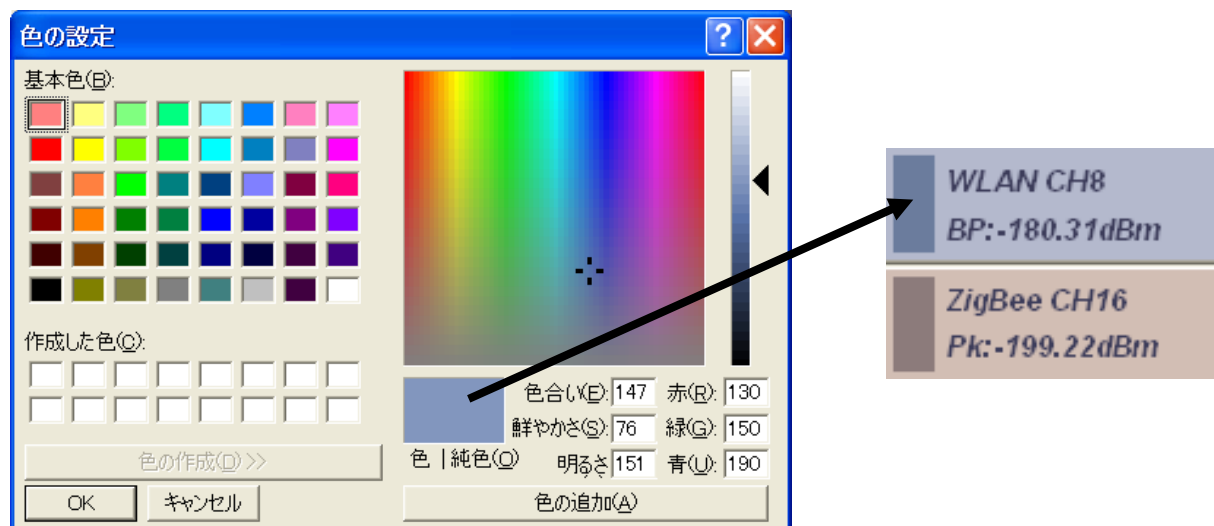 色の設定
基本色(B):
作成した色(C):
色の作成(D) >>
OK キャンセル
色合い(E): 147 赤(R): 130
鮮やかさ(S): 76 緑(G): 150
色 | 純色(O) 明るさ 151 青(U): 190
色の追加(A)
WLAN CH8
BP:-180.31dBm
ZigBee CH16
Pk:-199.22dBm